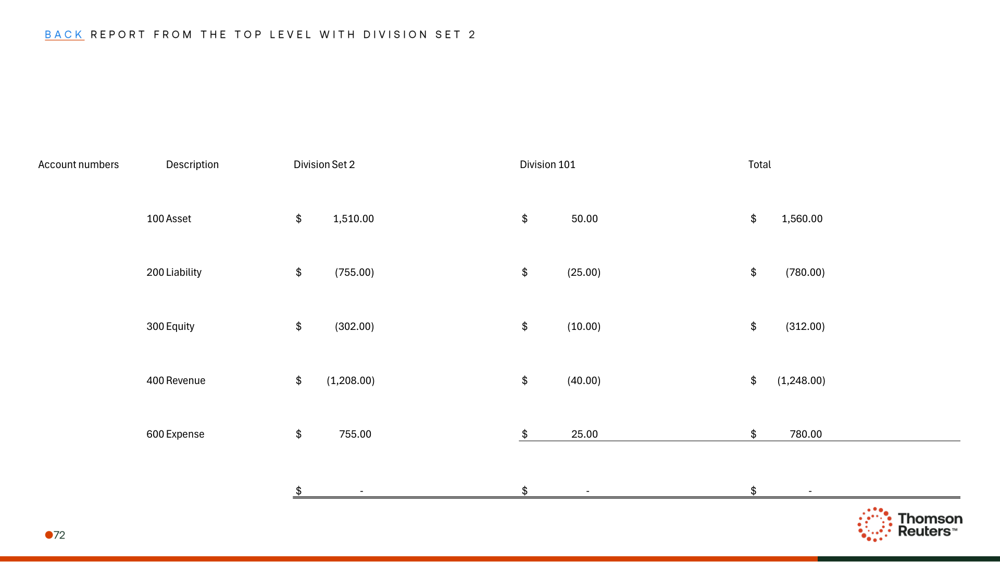 BACK REPORT FROM THE TOP LEVEL WITH DIVISION SET 2
Account numbers Description Division Set 2 Division 101 Total
100 Asset $ 1,510.00 $ 50.00 $ 1,560.00
200 Liability $ (755.00) $ (25.00) $ (780.00)
300 Equity $ (302.00) $ (10.00) $ (312.00)
400 Revenue $ (1,208.00) $ (40.00) $ (1,248.00)
600 Expense $ 755.00 $ 25.00 $ 780.00
$ - $ - $ -
72
Thomson
Reuters™